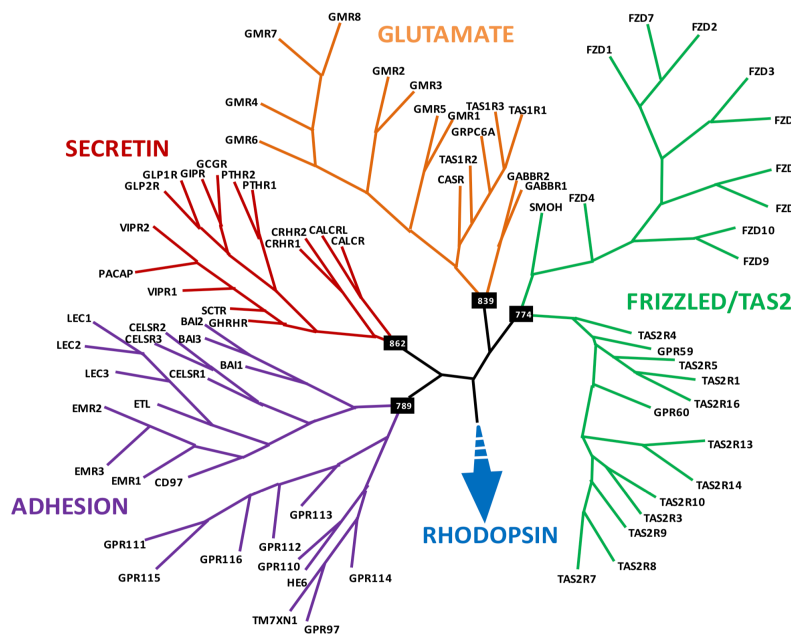 GMR8
GMR7
GLUTAMATE
FZD7
FZD2
FZD1
GMR2
GMR3
FZD3
GMR4
GMR5
GMR1
TAS1R3
TAS1R1
FZD
GRPC6A
GMR6
SECRETIN
TAS1R2
GCGR
GLP1R
GIPR
PTHR2
GLP2R
PTHR1
CASR
GABBR2
GABBR1
FZD
FZD4
SMOH
FZD
VIPR2
CRHR2
CALCRL
CRHR1
CALCR
FZD10
FZD9
PACAP
VIPR1
839
774
FRIZZLED/TAS2
SCTR
GHRHR
LEC1
CELSR2
BAI2
CELSR3
BAI3
862
TAS2R4
GPR59
LEC2
TAS2R5
LEC3
CELSR1
BAI1
TAS2R1
EMR2
ETL
789
TAS2R16
GPR60
TAS2R13
EMR3
EMR1
CD97
TAS2R14
ADHESION
GPR113
TAS2R10
TAS2R3
RHODOPSIN
TAS2R9
GPR111
GPR112
GPR116
GPR110
TAS2R8
GPR115
HE6
GPR114
TAS2R7
TM7XN1
GPR97